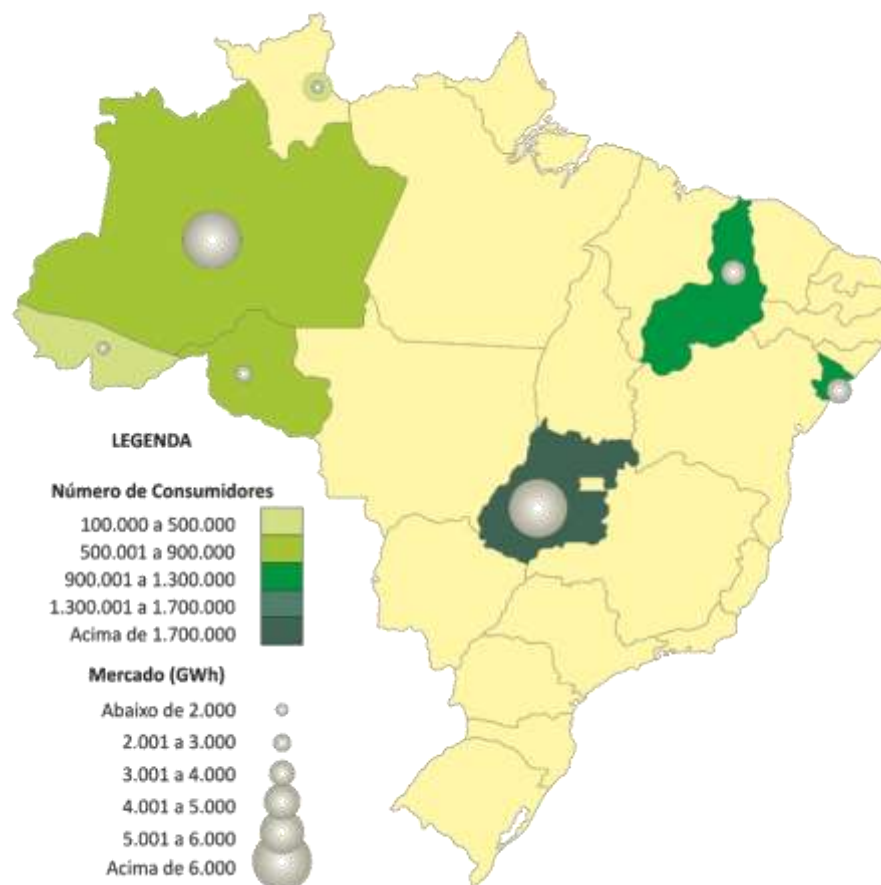 LEGENDA
Número de Consumidores
100.000 a 500.000
500.001 a 900.000
900.001 a 1.300.000
1.300.001 a 1.700.000
Acima de 1.700.000
Mercado (GWh)
Abaixo de 2.000
2.001 a 3.000
3.001 a 4.000
4.001 a 5.000
5.001 a 6.000
Acima de 6.000